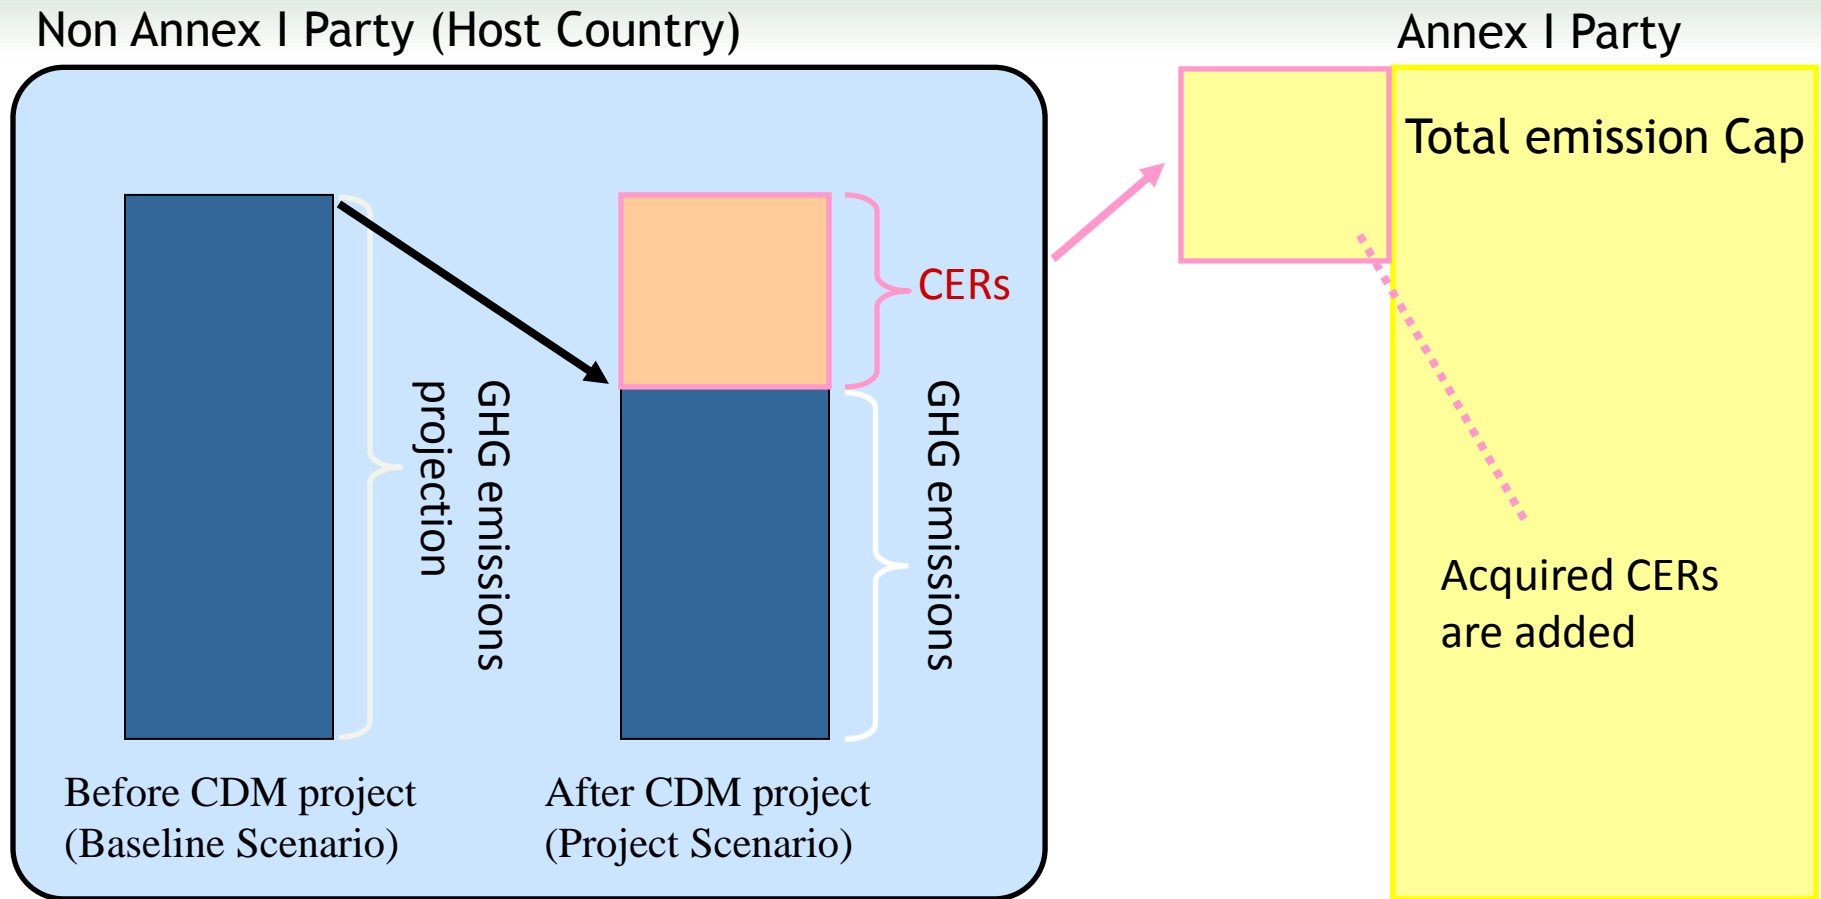 Non Annex I Party (Host Country)
Annex I Party
Total emission Cap
CERs
GHG emissions
projection
GHG emissions
Acquired CERs
are added
Before CDM project
(Baseline Scenario)
After CDM project
(Project Scenario)